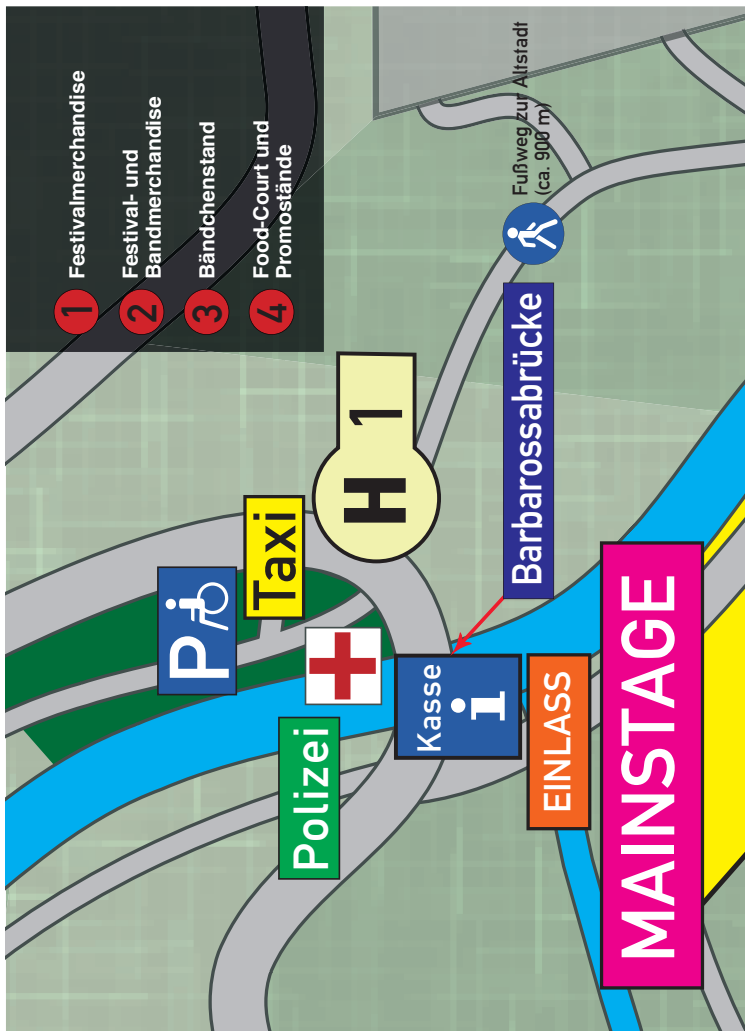 1 Festivalmerchandise
2 Festival- und
Bandmerchandise
3 Bändchenstand
4 Food-Court und
Promostände
Fußweg zur Altstadt
(ca. 900 m)
H 1
Barbarossabrücke
P
Taxi
Polizei
Kasse
i
EINLASS
MAINSTAGE